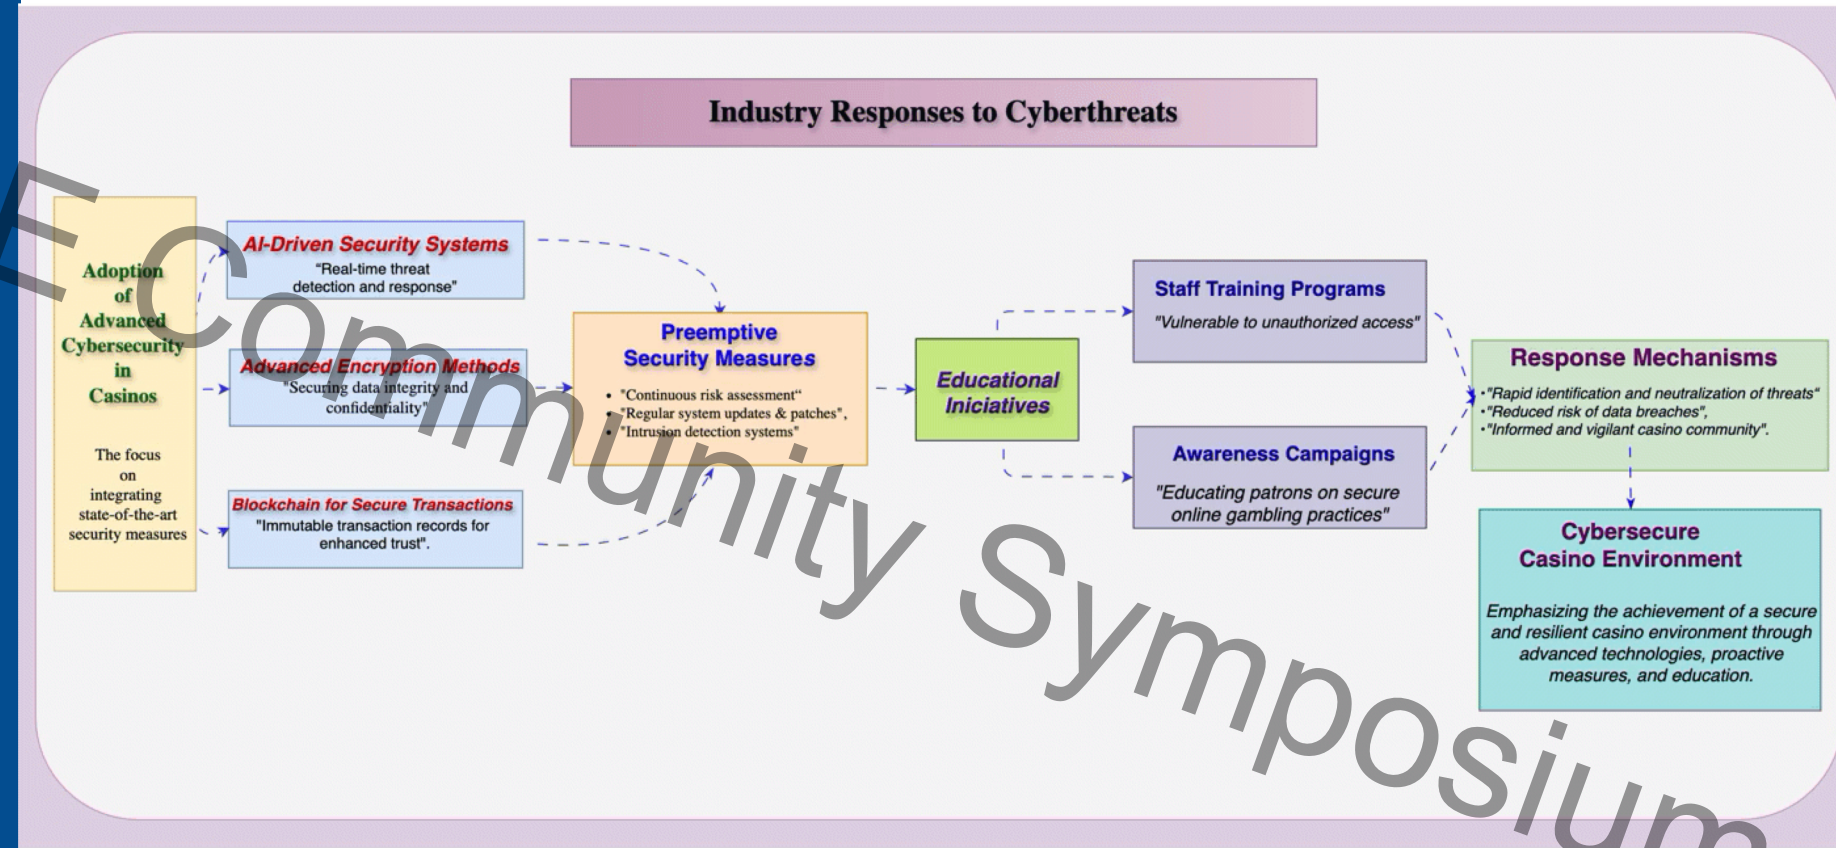 Industry Responses to Cyberthreats
Adoption
of
Advanced
Cybersecurity
in
Casinos
The focus
on
integrating
state-of-the-art
security measures
AI-Driven Security Systems
“Real-time threat
detection and response”
Advanced Encryption Methods
"Securing data integrity and
confidentiality"
Blockchain for Secure Transactions
"Immutable transaction records for
enhanced trust".
Preemptive
Security Measures
• "Continuous risk assessment“
• "Regular system updates & patches",
• "Intrusion detection systems"
Educational
Iniciatives
Staff Training Programs
"Vulnerable to unauthorized access"
Awareness Campaigns
"Educating patrons on secure
online gambling practices"
Response Mechanisms
•"Rapid identification and neutralization of threats“
•"Reduced risk of data breaches",
•"Informed and vigilant casino community".
Cybersecure
Casino Environment
Emphasizing the achievement of a secure
and resilient casino environment through
advanced technologies, proactive
measures, and education.
E Community Symposium